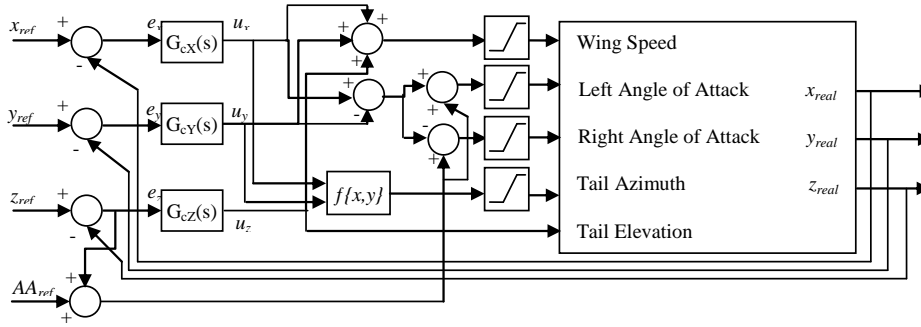 x_ref + - e_x G_cX(s) u_x + + +
Wing Speed
Left Angle of Attack
x_real
y_ref + - e_y G_cY(s) u_y + - + + - +
Right Angle of Attack
y_real
z_ref + - e_z G_cZ(s) u_z
f{x,y}
Tail Azimuth
z_real
Tail Elevation
AA_ref + +